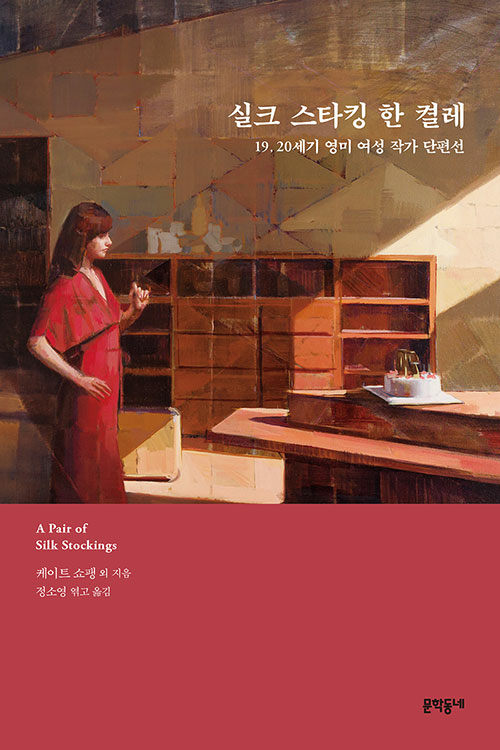 실크 스타킹 한 켤레
19, 20세기 영미 여성 작가 단편선
A Pair of
Silk Stockings
케이트 쇼팽 외 지음
정소영 엮고 옮김
문학동네